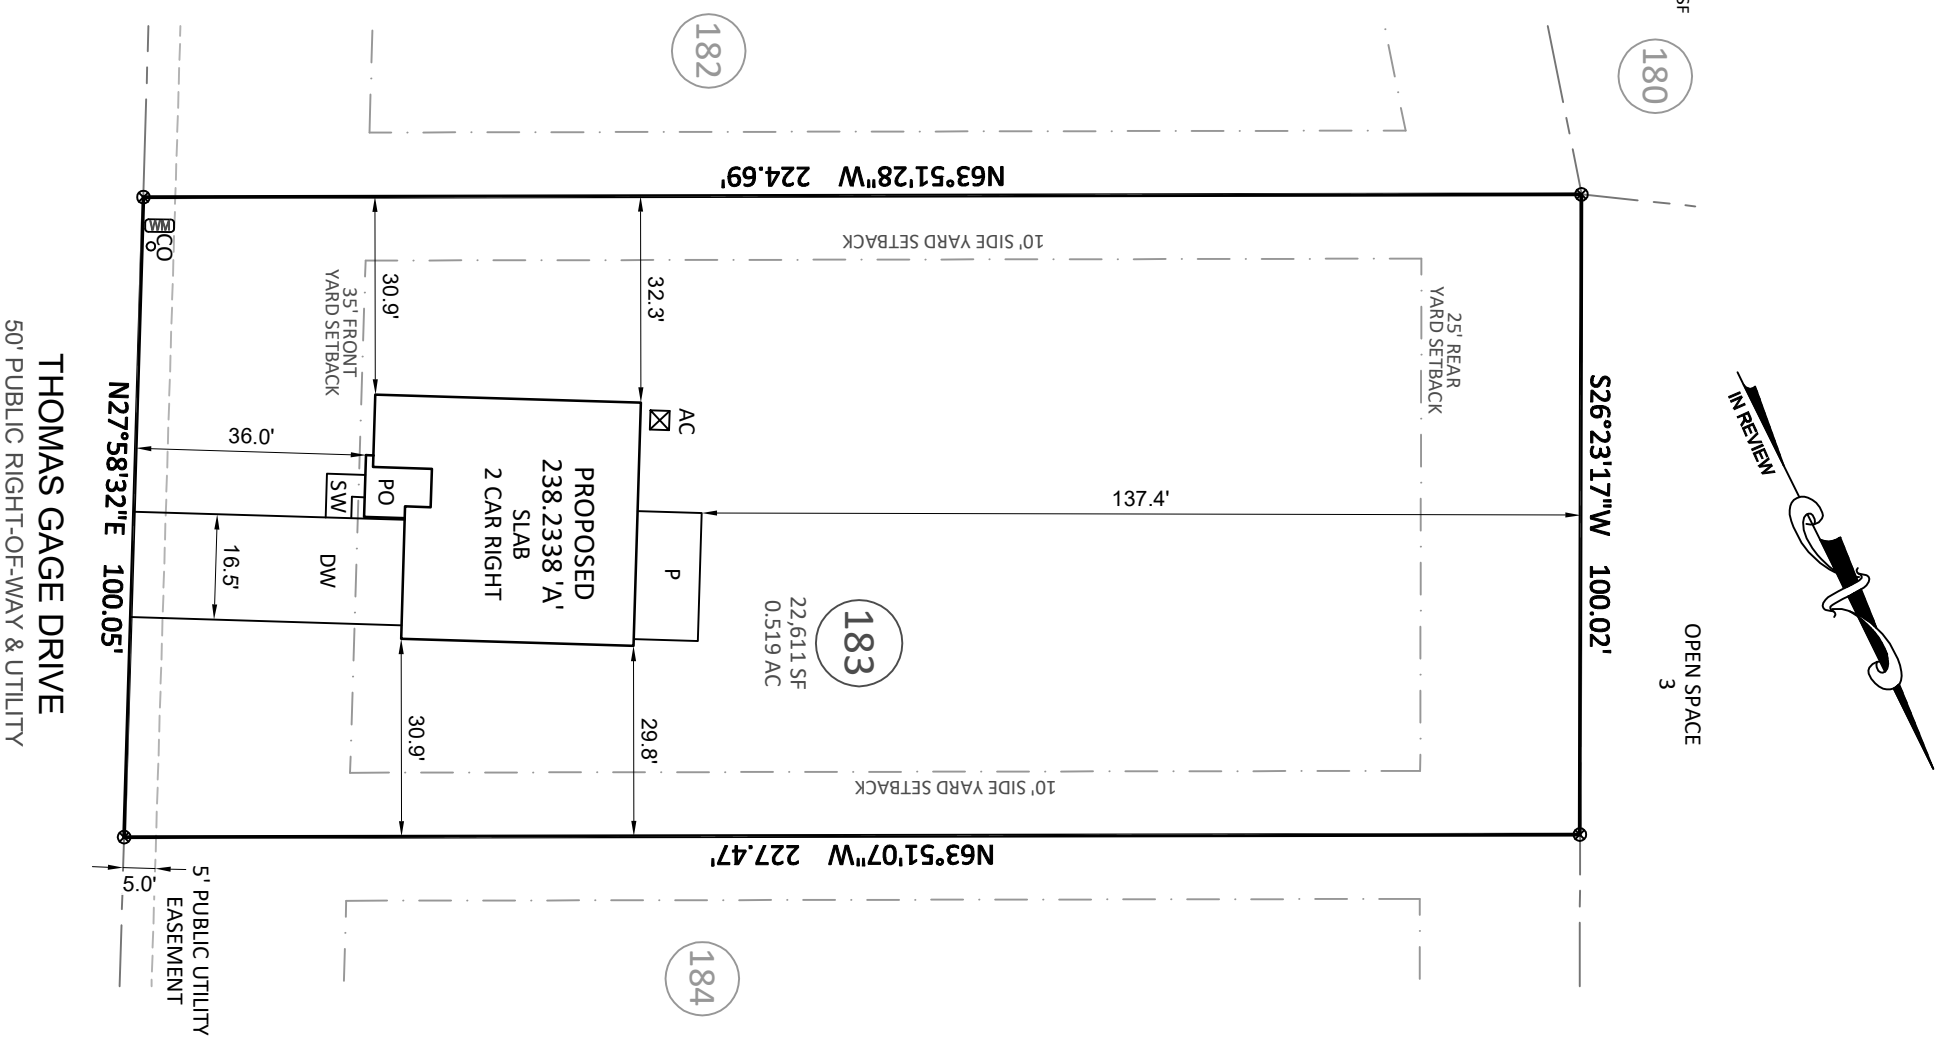 SF
180
182
N63°51'28"W 224.69'
10' SIDE YARD SETBACK
WM
CO
35' FRONT
YARD SETBACK
30.9'
32.3'
25' REAR
YARD SETBACK
S26°23'17"W 100.02'
IN REVIEW
OPEN SPACE
3
AC
36.0'
PO
SW
PROPOSED
238.2338 'A'
SLAB
2 CAR RIGHT
137.4'
P
DW
16.5'
183
22,611 SF
0.519 AC
N27°58'32"E 100.05'
THOMAS GAGE DRIVE
50' PUBLIC RIGHT-OF-WAY & UTILITY
30.9'
29.8'
10' SIDE YARD SETBACK
N63°51'07"W 227.47'
5.0'
5' PUBLIC UTILITY
EASEMENT
184